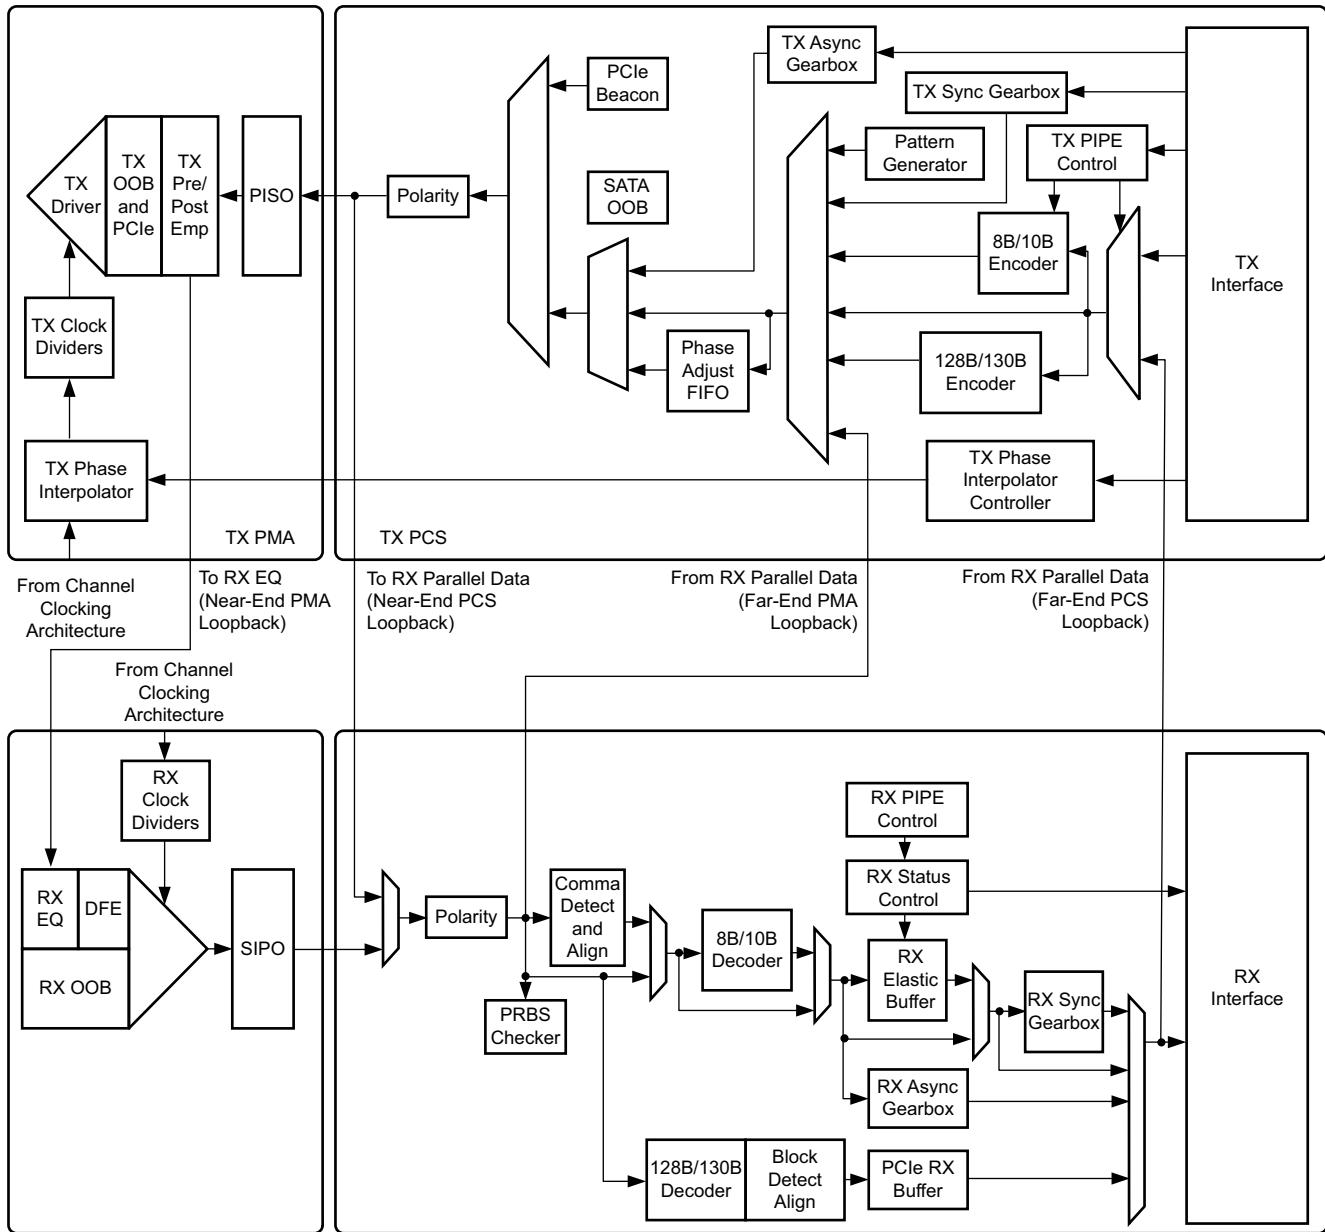 TX Async
Gearbox
PCIe
Beacon
TX Sync Gearbox
Pattern
Generator
TX PIPE
Control
TX
Driver
TX
OOB
and
PCIe
TX
Pre/
Post
Emp
PISO
Polarity
SATA
OOB
8B/10B
Encoder
TX
Interface
TX Clock
Dividers
Phase
Adjust
FIFO
128B/130B
Encoder
TX Phase
Interpolator
TX Phase
Interpolator
Controller
TX PMA
TX PCS
From Channel
Clocking
Architecture
To RX EQ
(Near-End PMA
Loopback)
To RX Parallel Data
(Near-End PCS
Loopback)
From RX Parallel Data
(Far-End PMA
Loopback)
From RX Parallel Data
(Far-End PCS
Loopback)
From Channel
Clocking
Architecture
RX
Clock
Dividers
RX PIPE
Control
RX
EQ
DFE
RX OOB
SIPO
Polarity
Comma
Detect
and
Align
RX Status
Control
8B/10B
Decoder
RX
Elastic
Buffer
RX Sync
Gearbox
RX
Interface
PRBS
Checker
RX Async
Gearbox
128B/130B
Decoder
Block
Detect
Align
PCIe RX
Buffer